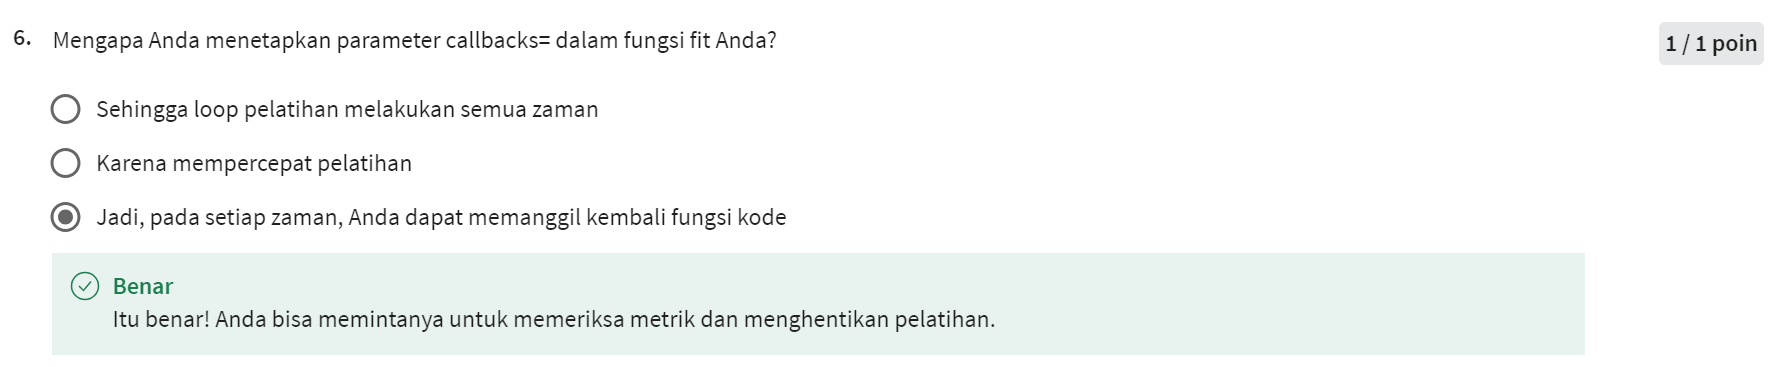 6. Mengapa Anda menetapkan parameter callbacks= dalam fungsi fit Anda?
1 / 1 poin
Sehingga loop pelatihan melakukan semua zaman
Karena mempercepat pelatihan
Jadi, pada setiap zaman, Anda dapat memanggil kembali fungsi kode
Benar
Itu benar! Anda bisa memintanya untuk memeriksa metrik dan menghentikan pelatihan.